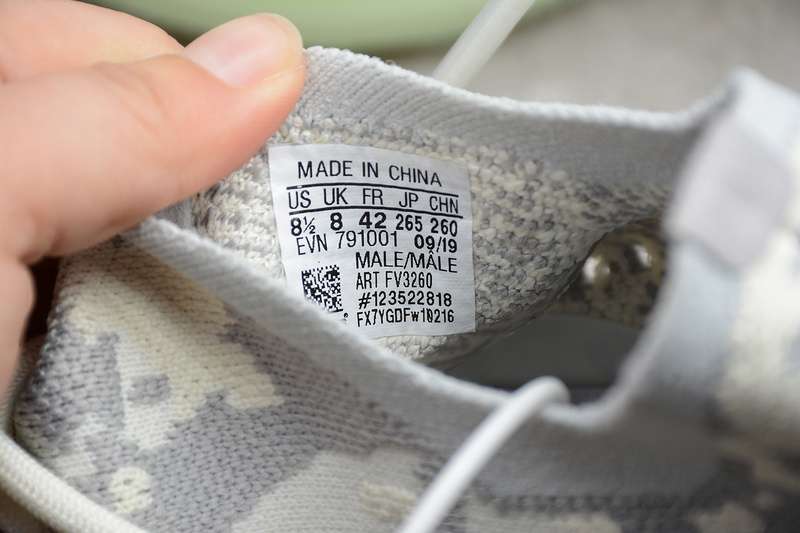 MADE IN CHINA
US UK FR JP CHN
8½ 8 42 265 260
EVN 791001 09/19
MALE/MÂLE
ART FV3260
#123522818
FX7YGDFw10216